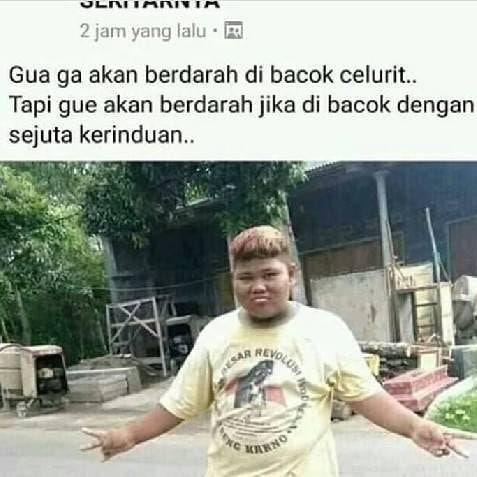 2 jam yang lalu •
Gua ga akan berdarah di bacok celurit..
Tapi gue akan berdarah jika di bacok dengan
sejuta kerinduan..
BESAR REVOLUSI